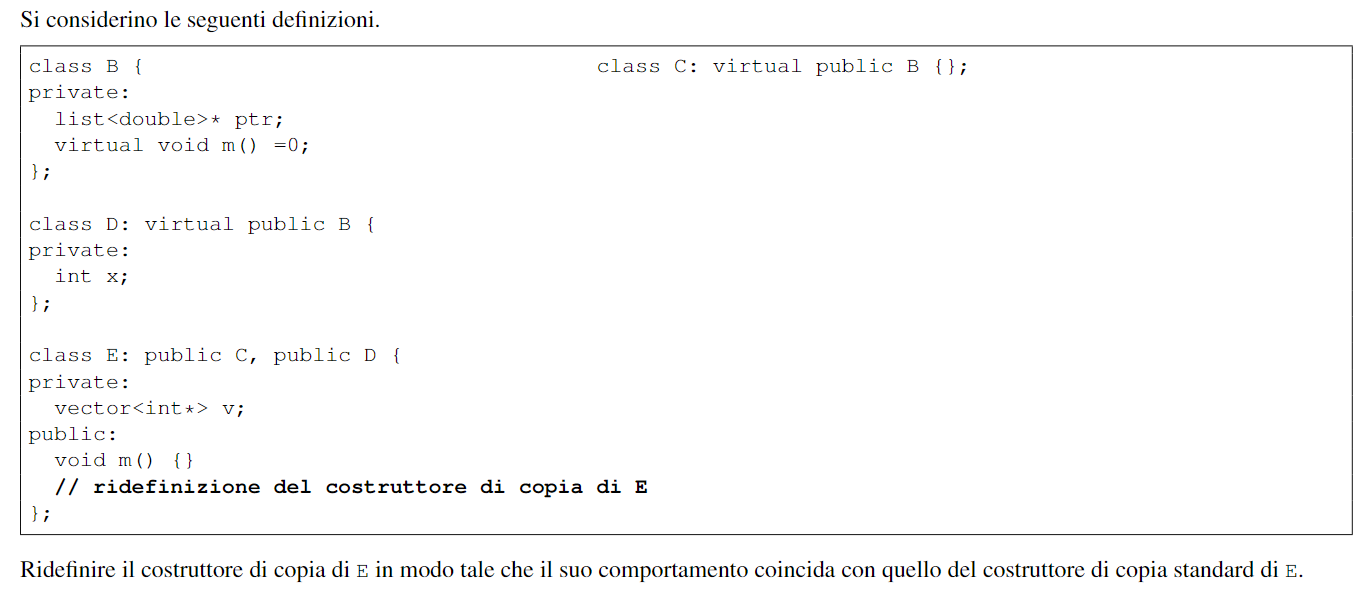 Si considerino le seguenti definizioni.
class B { class C: virtual public B {};
private:
list<double>* ptr;
virtual void m() =0;
};
class D: virtual public B {
private:
int x;
};
class E: public C, public D {
private:
vector<int*> v;
public:
void m() {}
// ridefinizione del costruttore di copia di E
};
Ridefinire il costruttore di copia di E in modo tale che il suo comportamento coincida con quello del costruttore di copia standard di E.